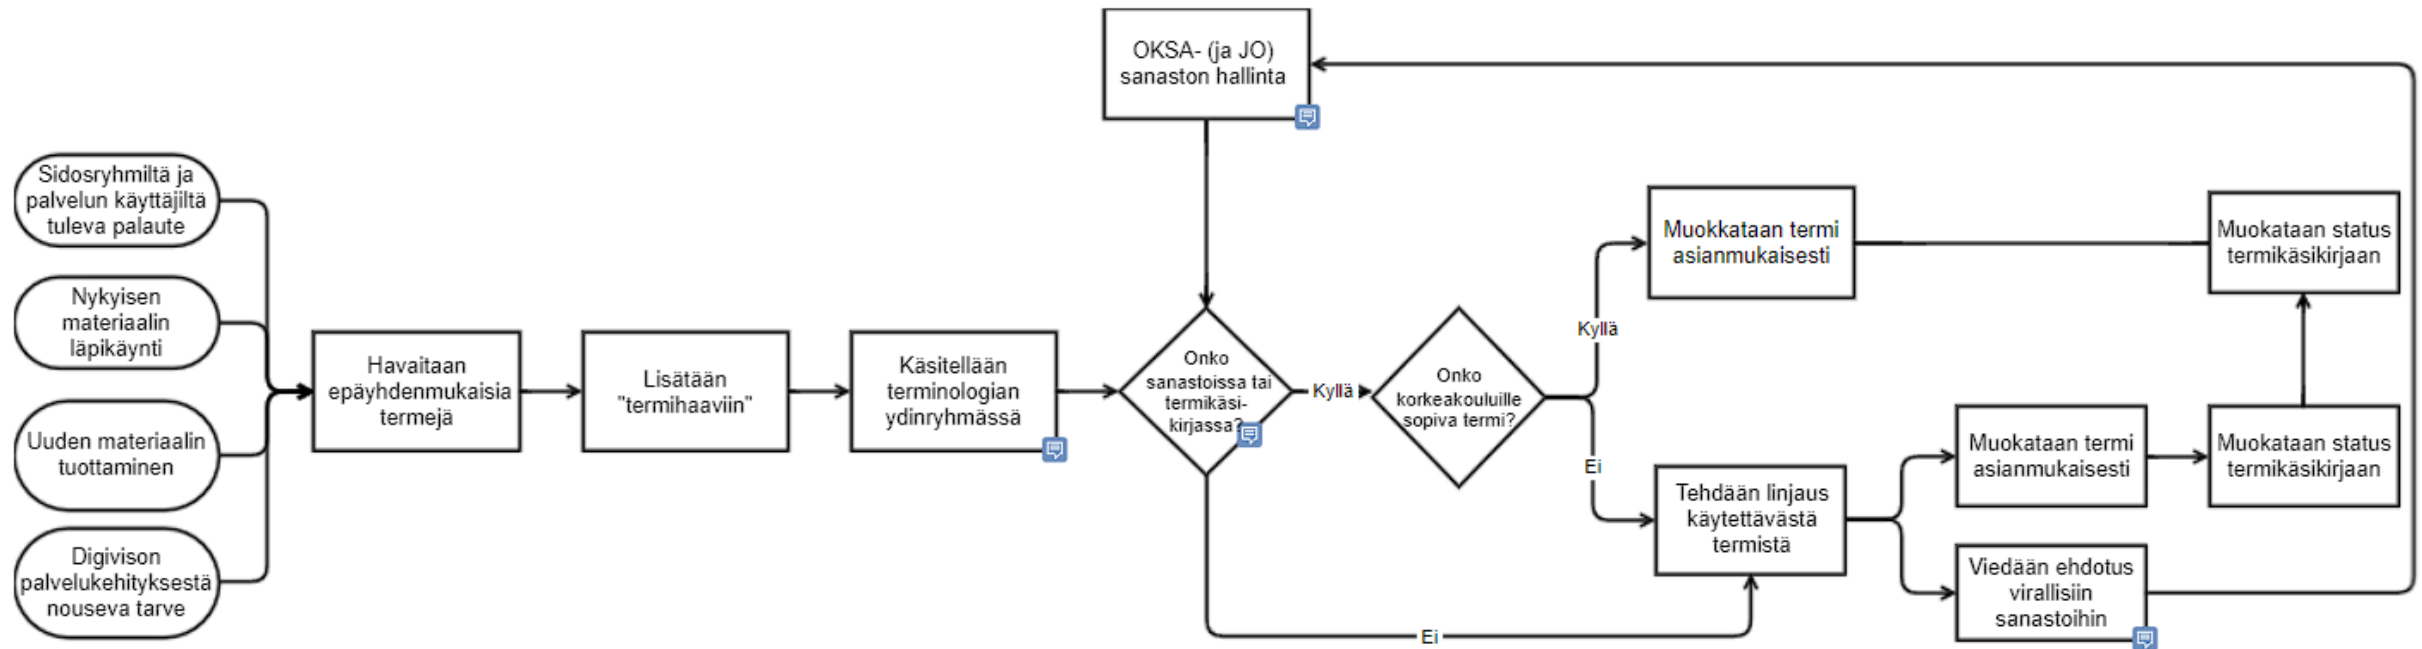 OKSA- (ja JO)
sanaston hallinta
Sidosryhmiltä ja
palvelun käyttäjiltä
tuleva palaute
Nykyisen
materiaalin
läpikäynti
Uuden materiaalin
tuottaminen
Digivison
palvelukehityksestä
nouseva tarve
Havaitaan
epäyhdenmukaisia
termejä
Lisätään
"termihaaviin"
Käsitellään
terminologian
ydinryhmässä
Onko
sanastoissa tai
termikäsi-
kirjassa?
Kyllä
Ei
Onko
korkeakouluille
sopiva termi?
Kyllä
Ei
Muokkataan termi
asianmukaisesti
Muokataan status
termikäsikirjaan
Tehdään linjaus
käytettävästä
termistä
Muokataan termi
asianmukaisesti
Muokataan status
termikäsikirjaan
Viedään ehdotus
virallisiin
sanastoihin